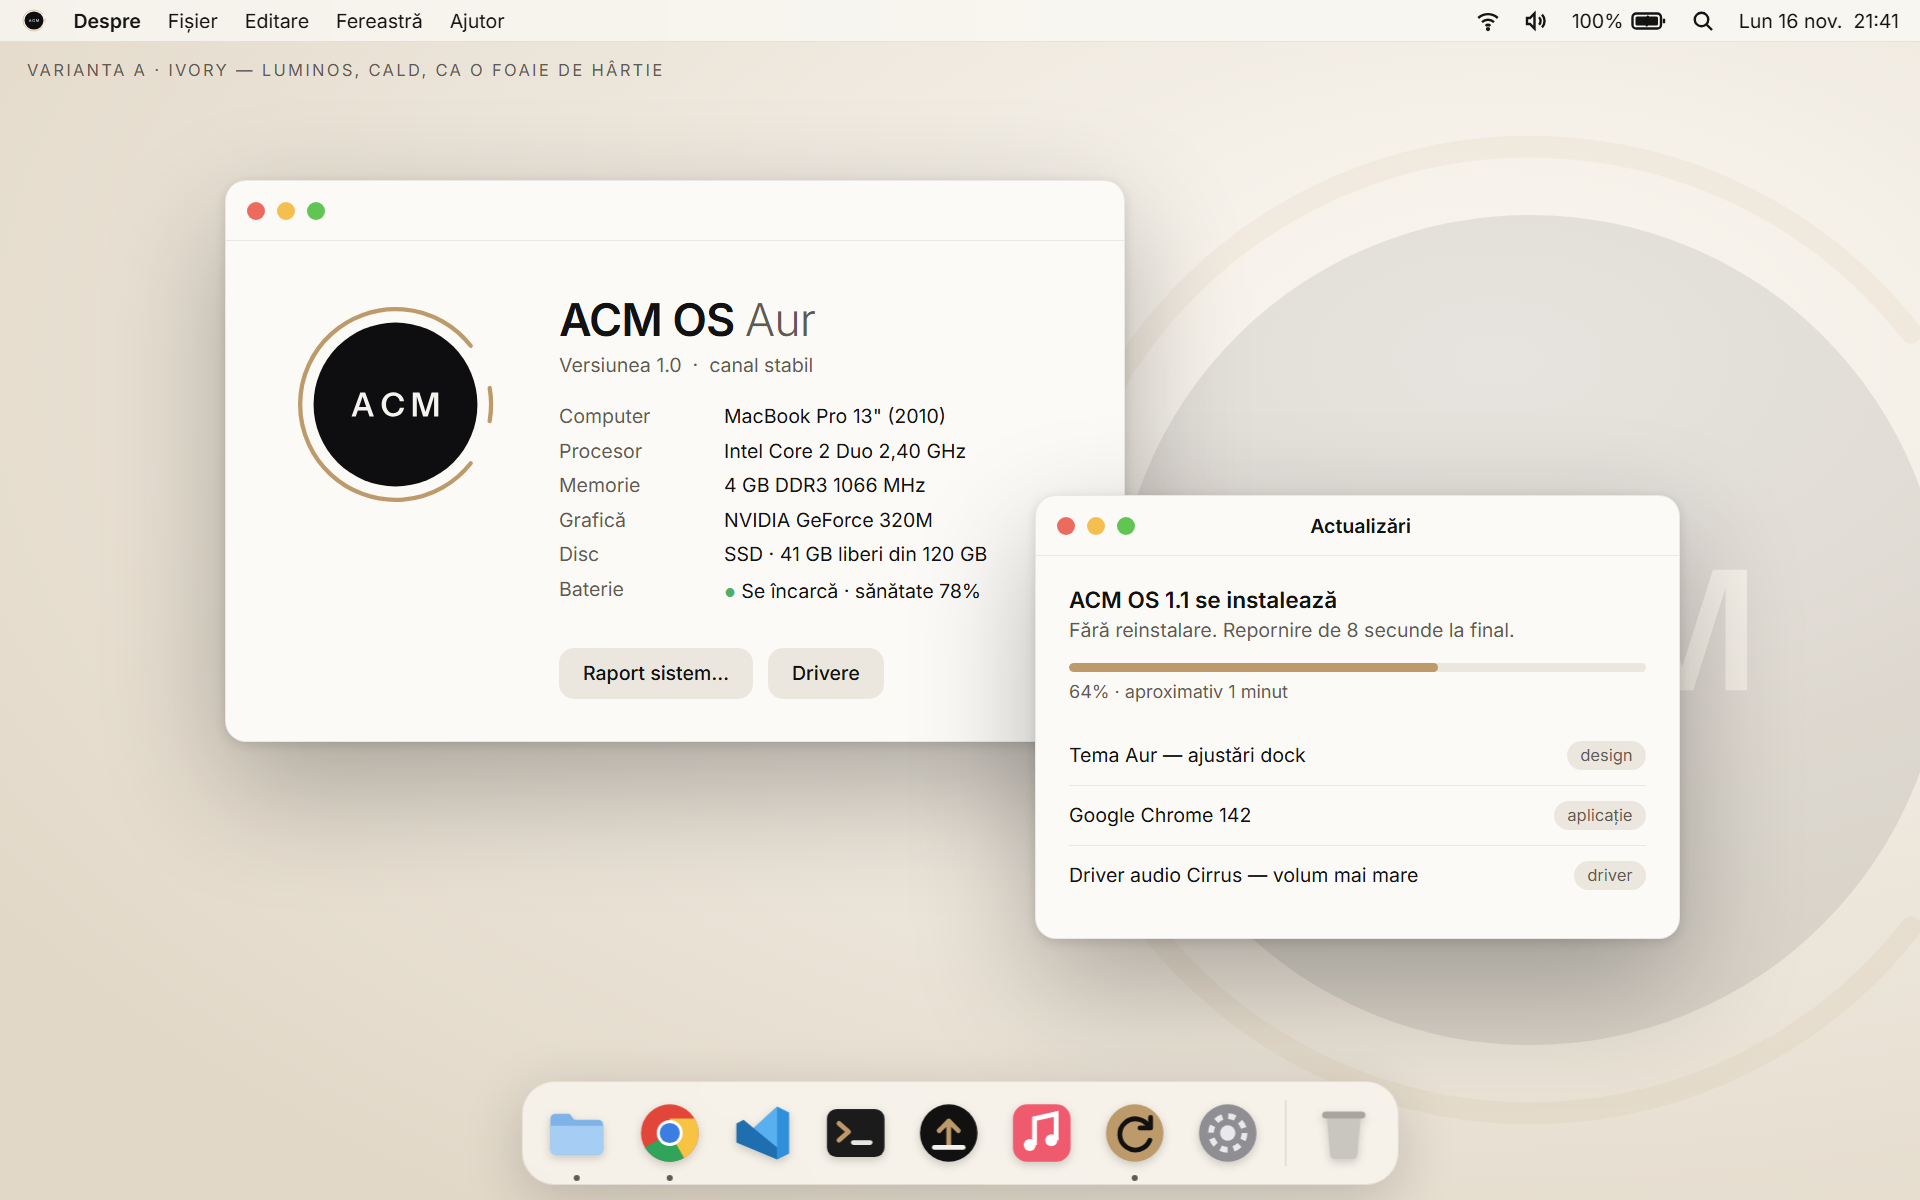 ACM Despre Fișier Editare Fereastră Ajutor 100% Lun 16 nov. 21:41
VARIANTA A · IVORY — LUMINOS, CALD, CA O FOAIE DE HÂRTIE
ACM
ACM OS Aur
Versiunea 1.0 · canal stabil
Computer MacBook Pro 13" (2010)
Procesor Intel Core 2 Duo 2,40 GHz
Memorie 4 GB DDR3 1066 MHz
Grafică NVIDIA GeForce 320M
Disc SSD · 41 GB liberi din 120 GB
Baterie Se încarcă · sănătate 78%
Raport sistem... Drivere
Actualizări
ACM OS 1.1 se instalează
Fără reinstalare. Repornire de 8 secunde la final.
64% · aproximativ 1 minut
Tema Aur — ajustări dock design
Google Chrome 142 aplicație
Driver audio Cirrus — volum mai mare driver
M